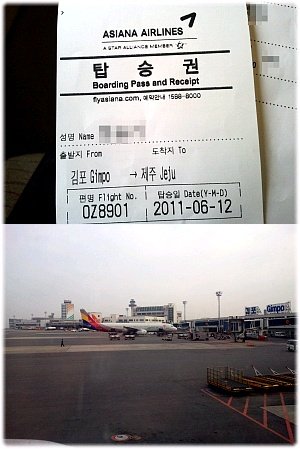 ASIANA AIRLINES
A STAR ALLIANCE MEMBER
탑 승 권
Boarding Pass and Receipt
flyasiana.com, 예약안내 1588-8000
성명 Name
출발지 From 도착지 To
김포 Gimpo → 제주 Jeju
편명 Flight No. 탑승일 Date(Y-M-D)
OZ8901 2011-06-12
김포 Gimpo